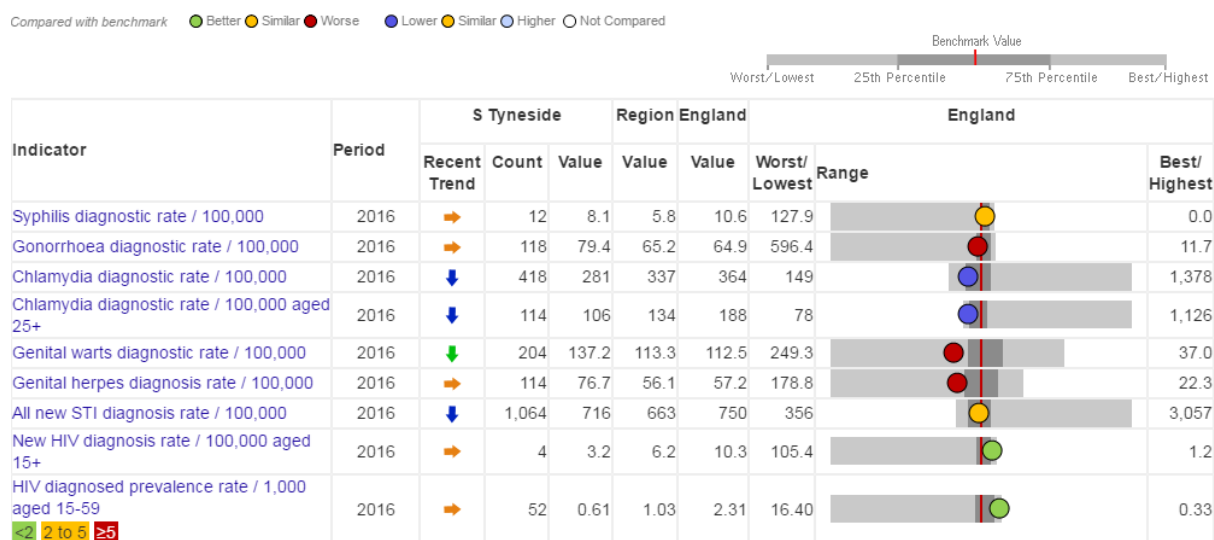 Compared with benchmark Better Similar Worse Lower Similar Higher Not Compared
Benchmark Value
Worst/Lowest 25th Percentile 75th Percentile Best/Highest
Indicator Period S Tyneside Region England England
Recent Trend Count Value Value Value Worst/ Lowest Range Best/ Highest
Syphilis diagnostic rate / 100,000 2016 12 8.1 5.8 10.6 127.9 0.0
Gonorrhoea diagnostic rate / 100,000 2016 118 79.4 65.2 64.9 596.4 11.7
Chlamydia diagnostic rate / 100,000 2016 418 281 337 364 149 1,378
Chlamydia diagnostic rate / 100,000 aged
25+ 2016 114 106 134 188 78 1,126
Genital warts diagnostic rate / 100,000 2016 204 137.2 113.3 112.5 249.3 37.0
Genital herpes diagnosis rate / 100,000 2016 114 76.7 56.1 57.2 178.8 22.3
All new STI diagnosis rate / 100,000 2016 1,064 716 663 750 356 3,057
New HIV diagnosis rate / 100,000 aged
15+ 2016 4 3.2 6.2 10.3 105.4 1.2
HIV diagnosed prevalence rate / 1,000
aged 15-59 2016 52 0.61 1.03 2.31 16.40 0.33
<2 2 to 5 ≥5